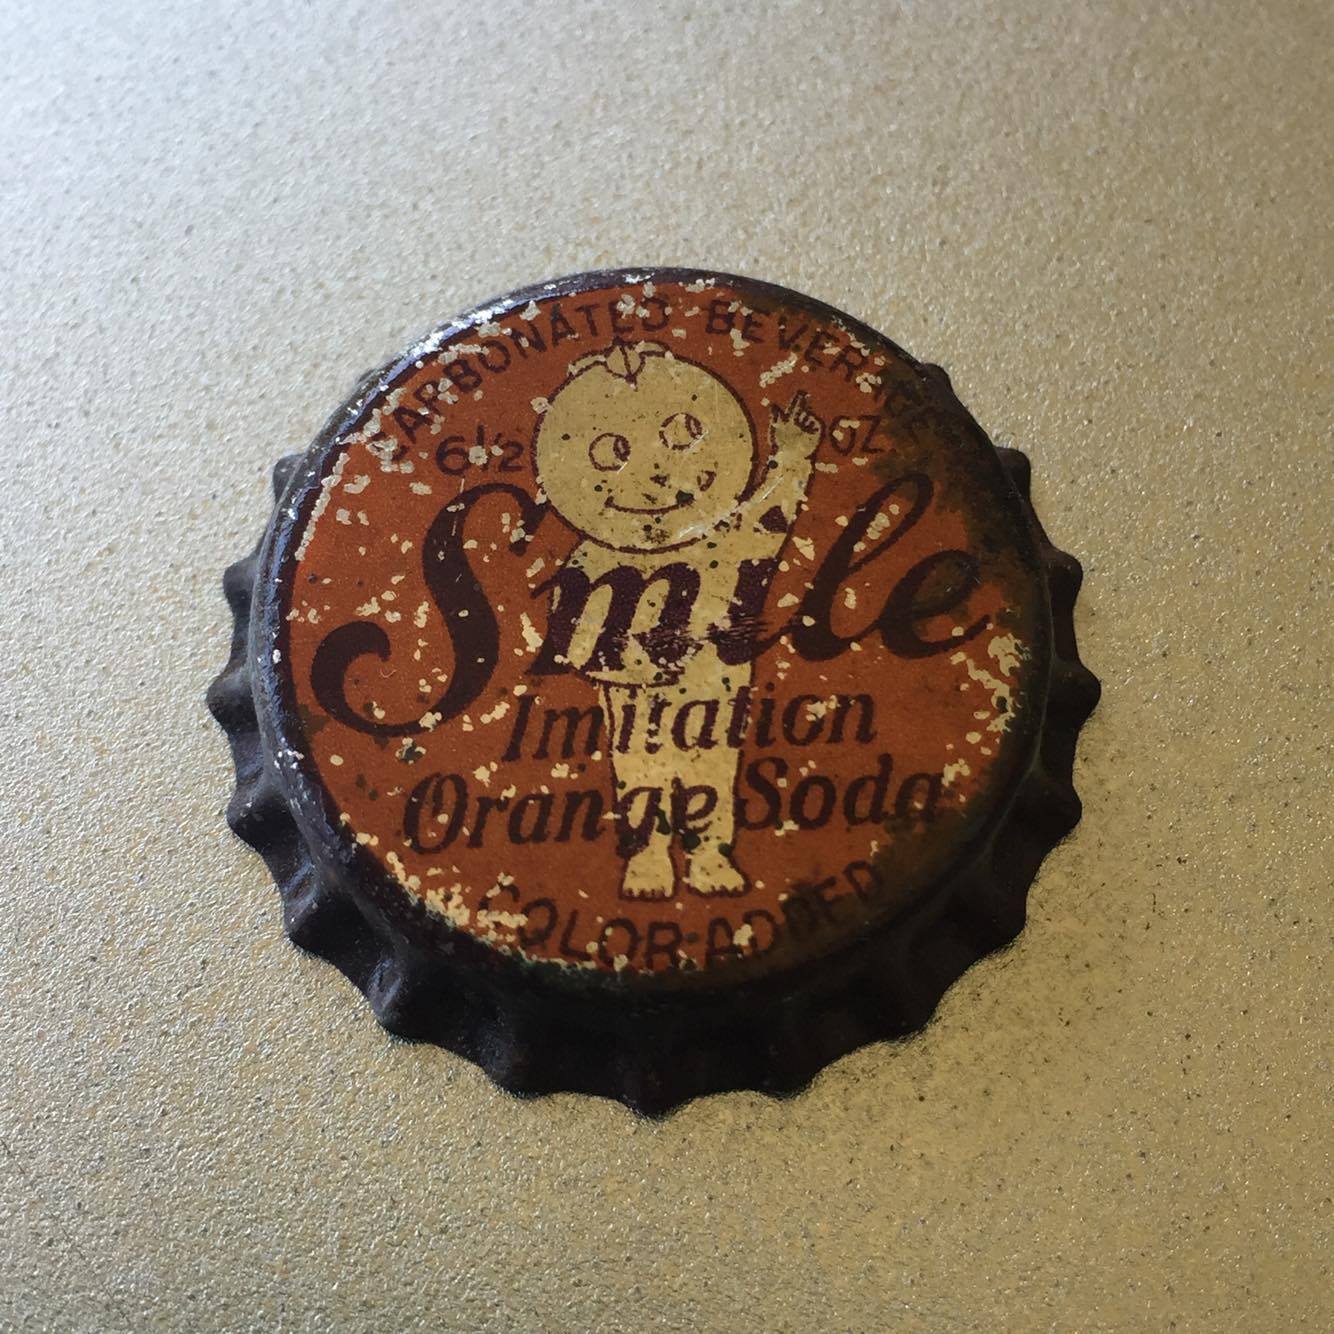 CARBONATED BEVERAGE
6½ OZ
Smile
Imitation
Orange Soda
COLOR ADDED